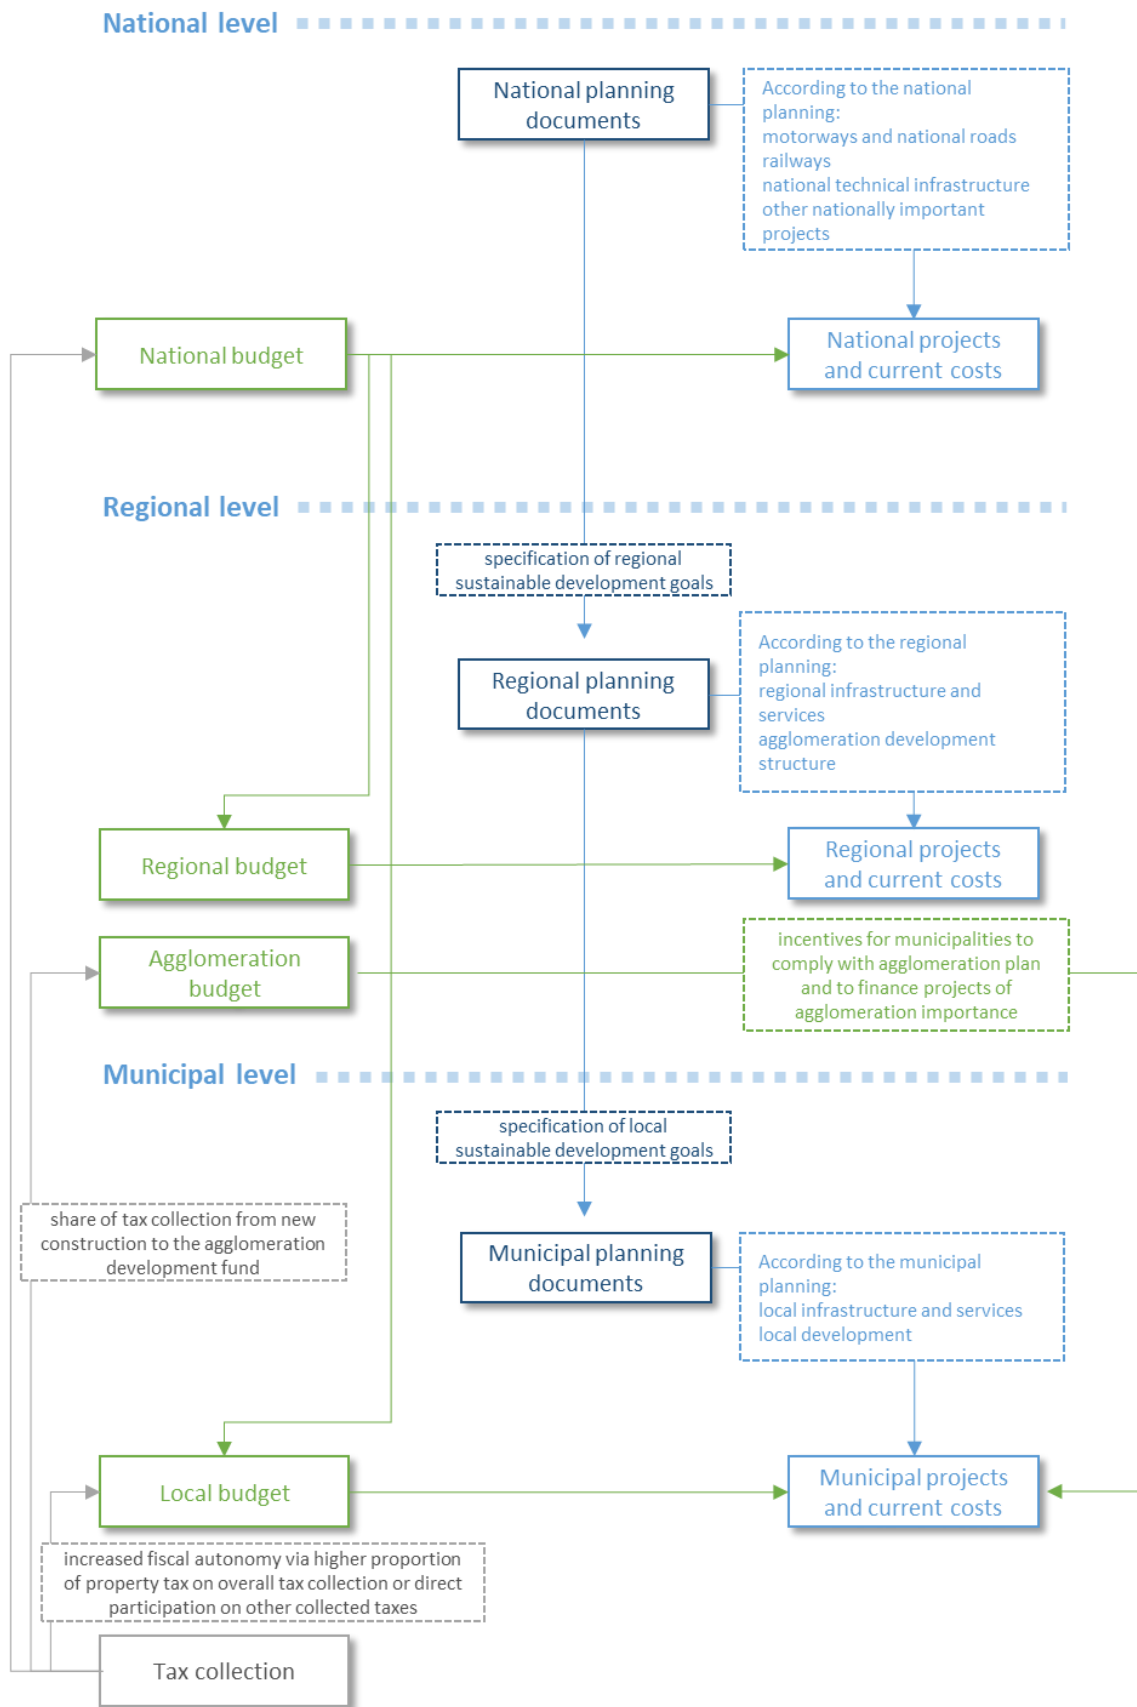 National level
National planning
documents
According to the national
planning:
motorways and national roads
railways
national technical infrastructure
other nationally important
projects
National budget
National projects
and current costs
Regional level
specification of regional
sustainable development goals
Regional planning
documents
According to the regional
planning:
regional infrastructure and
services
agglomeration development
structure
Regional budget
Regional projects
and current costs
Agglomeration
budget
incentives for municipalities to
comply with agglomeration plan
and to finance projects of
agglomeration importance
Municipal level
specification of local
sustainable development goals
share of tax collection from new
construction to the agglomeration
development fund
Municipal planning
documents
According to the municipal
planning:
local infrastructure and services
local development
Local budget
Municipal projects
and current costs
increased fiscal autonomy via higher proportion
of property tax on overall tax collection or direct
participation on other collected taxes
Tax collection